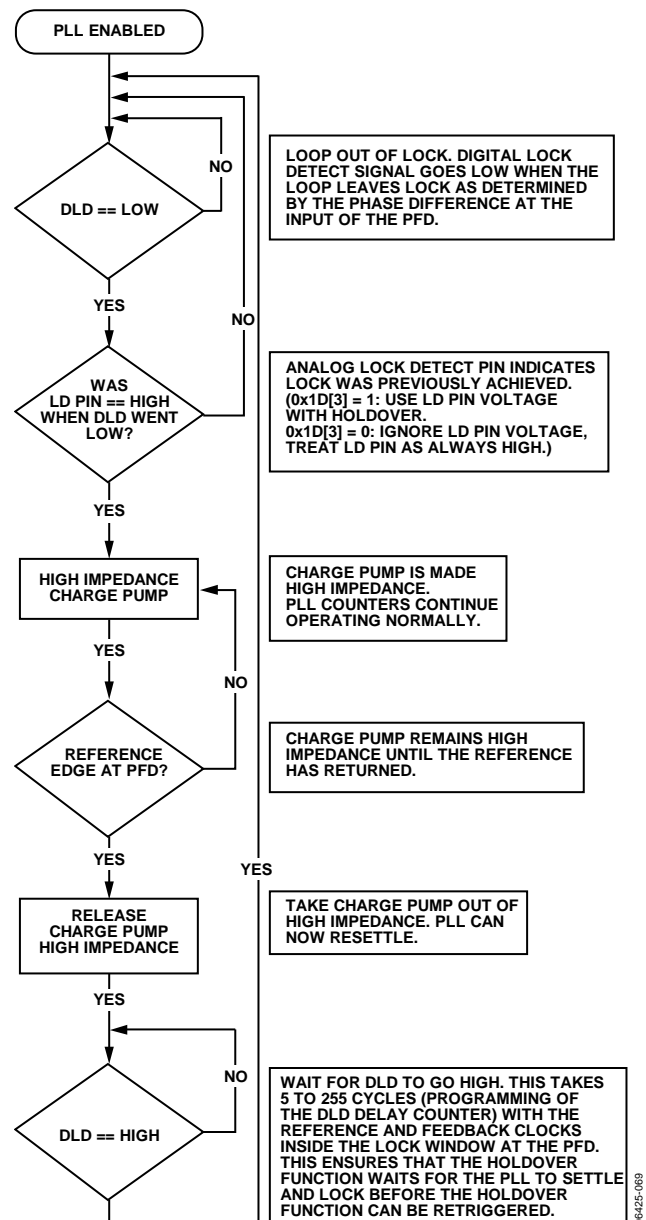 PLL ENABLED
NO
LOOP OUT OF LOCK. DIGITAL LOCK
DETECT SIGNAL GOES LOW WHEN THE
LOOP LEAVES LOCK AS DETERMINED
BY THE PHASE DIFFERENCE AT THE
INPUT OF THE PFD.
DLD == LOW
YES
NO
WAS
LD PIN == HIGH
WHEN DLD WENT
LOW?
ANALOG LOCK DETECT PIN INDICATES
LOCK WAS PREVIOUSLY ACHIEVED.
(0x1D[3] = 1: USE LD PIN VOLTAGE
WITH HOLDOVER.
0x1D[3] = 0: IGNORE LD PIN VOLTAGE,
TREAT LD PIN AS ALWAYS HIGH.)
YES
HIGH IMPEDANCE
CHARGE PUMP
CHARGE PUMP IS MADE
HIGH IMPEDANCE.
PLL COUNTERS CONTINUE
OPERATING NORMALLY.
YES
NO
REFERENCE
EDGE AT PFD?
CHARGE PUMP REMAINS HIGH
IMPEDANCE UNTIL THE REFERENCE
HAS RETURNED.
YES
YES
RELEASE
CHARGE PUMP
HIGH IMPEDANCE
TAKE CHARGE PUMP OUT OF
HIGH IMPEDANCE. PLL CAN
NOW RESETTLE.
YES
NO
DLD == HIGH
WAIT FOR DLD TO GO HIGH. THIS TAKES
5 TO 255 CYCLES (PROGRAMMING OF
THE DLD DELAY COUNTER) WITH THE
REFERENCE AND FEEDBACK CLOCKS
INSIDE THE LOCK WINDOW AT THE PFD.
THIS ENSURES THAT THE HOLDOVER
FUNCTION WAITS FOR THE PLL TO SETTLE
AND LOCK BEFORE THE HOLDOVER
FUNCTION CAN BE RETRIGGERED.
06425-069